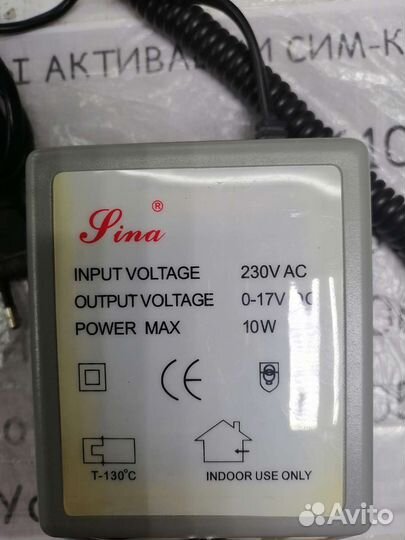 І АКТИВА
И СИМ-К
Sina ®
INPUT VOLTAGE 230V AC
OUTPUT VOLTAGE 0-17V DC
POWER MAX 10W
CE
T-130°C
INDOOR USE ONLY
Avito